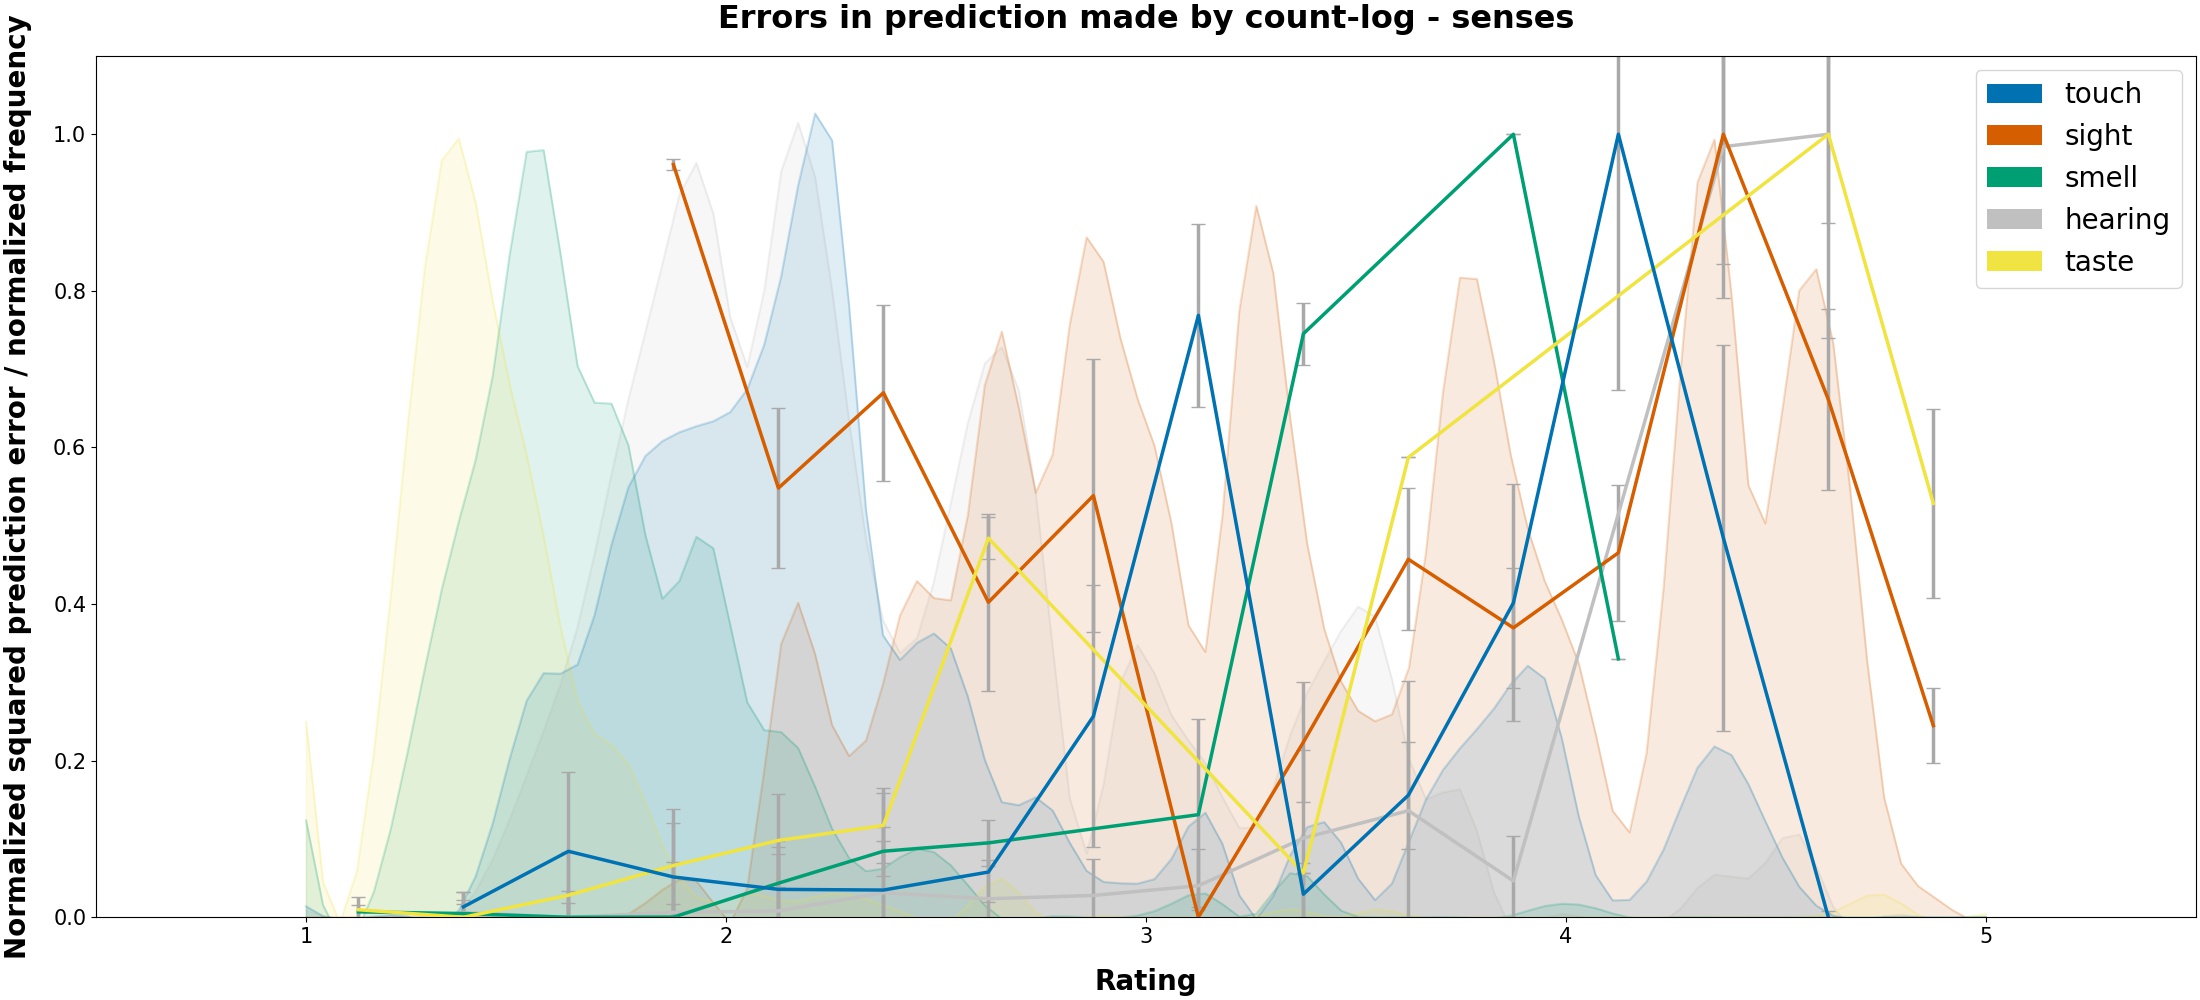 Errors in prediction made by count-log - senses
Normalized squared prediction error / normalized frequency
1.0
0.8
0.6
0.4
0.2
0.0
touch
sight
smell
hearing
taste
1 2 3 4 5
Rating